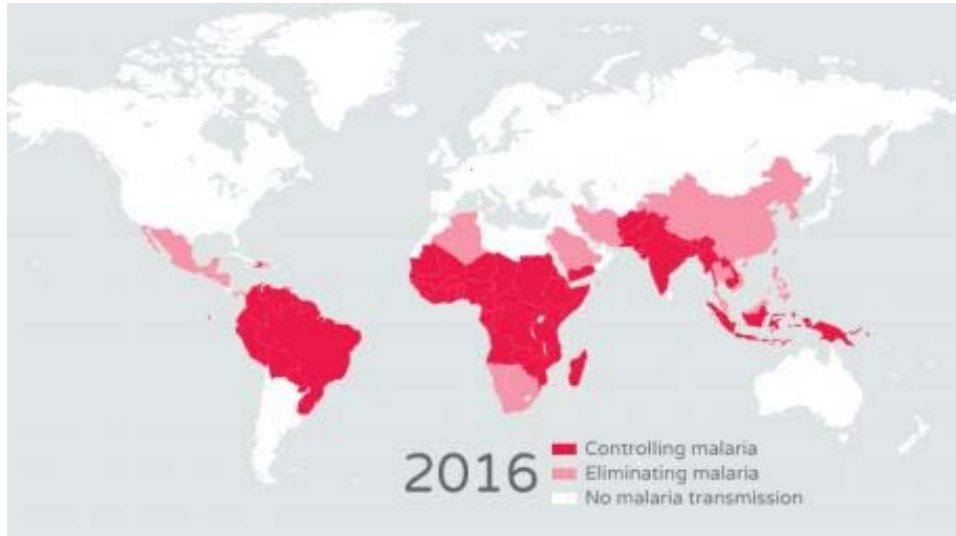 2016
Controlling malaria
Eliminating malaria
No malaria transmission